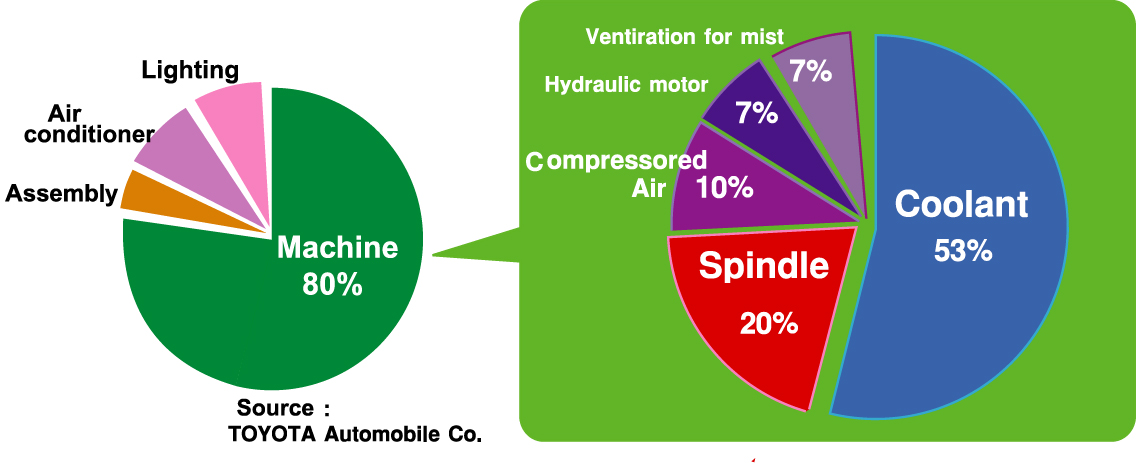 Lighting
Air
conditioner
Assembly
Machine
80%
Source :
TOYOTA Automobile Co.
Ventiration for mist
7%
Hydraulic motor
7%
Compressored
Air 10%
Spindle
20%
Coolant
53%